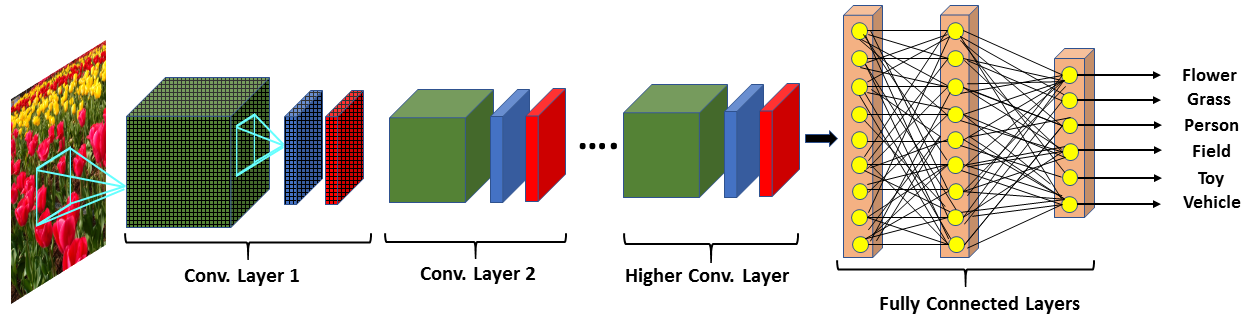 Flower
Grass
Person
Field
Toy
Vehicle
Conv. Layer 1
Conv. Layer 2
Higher Conv. Layer
Fully Connected Layers